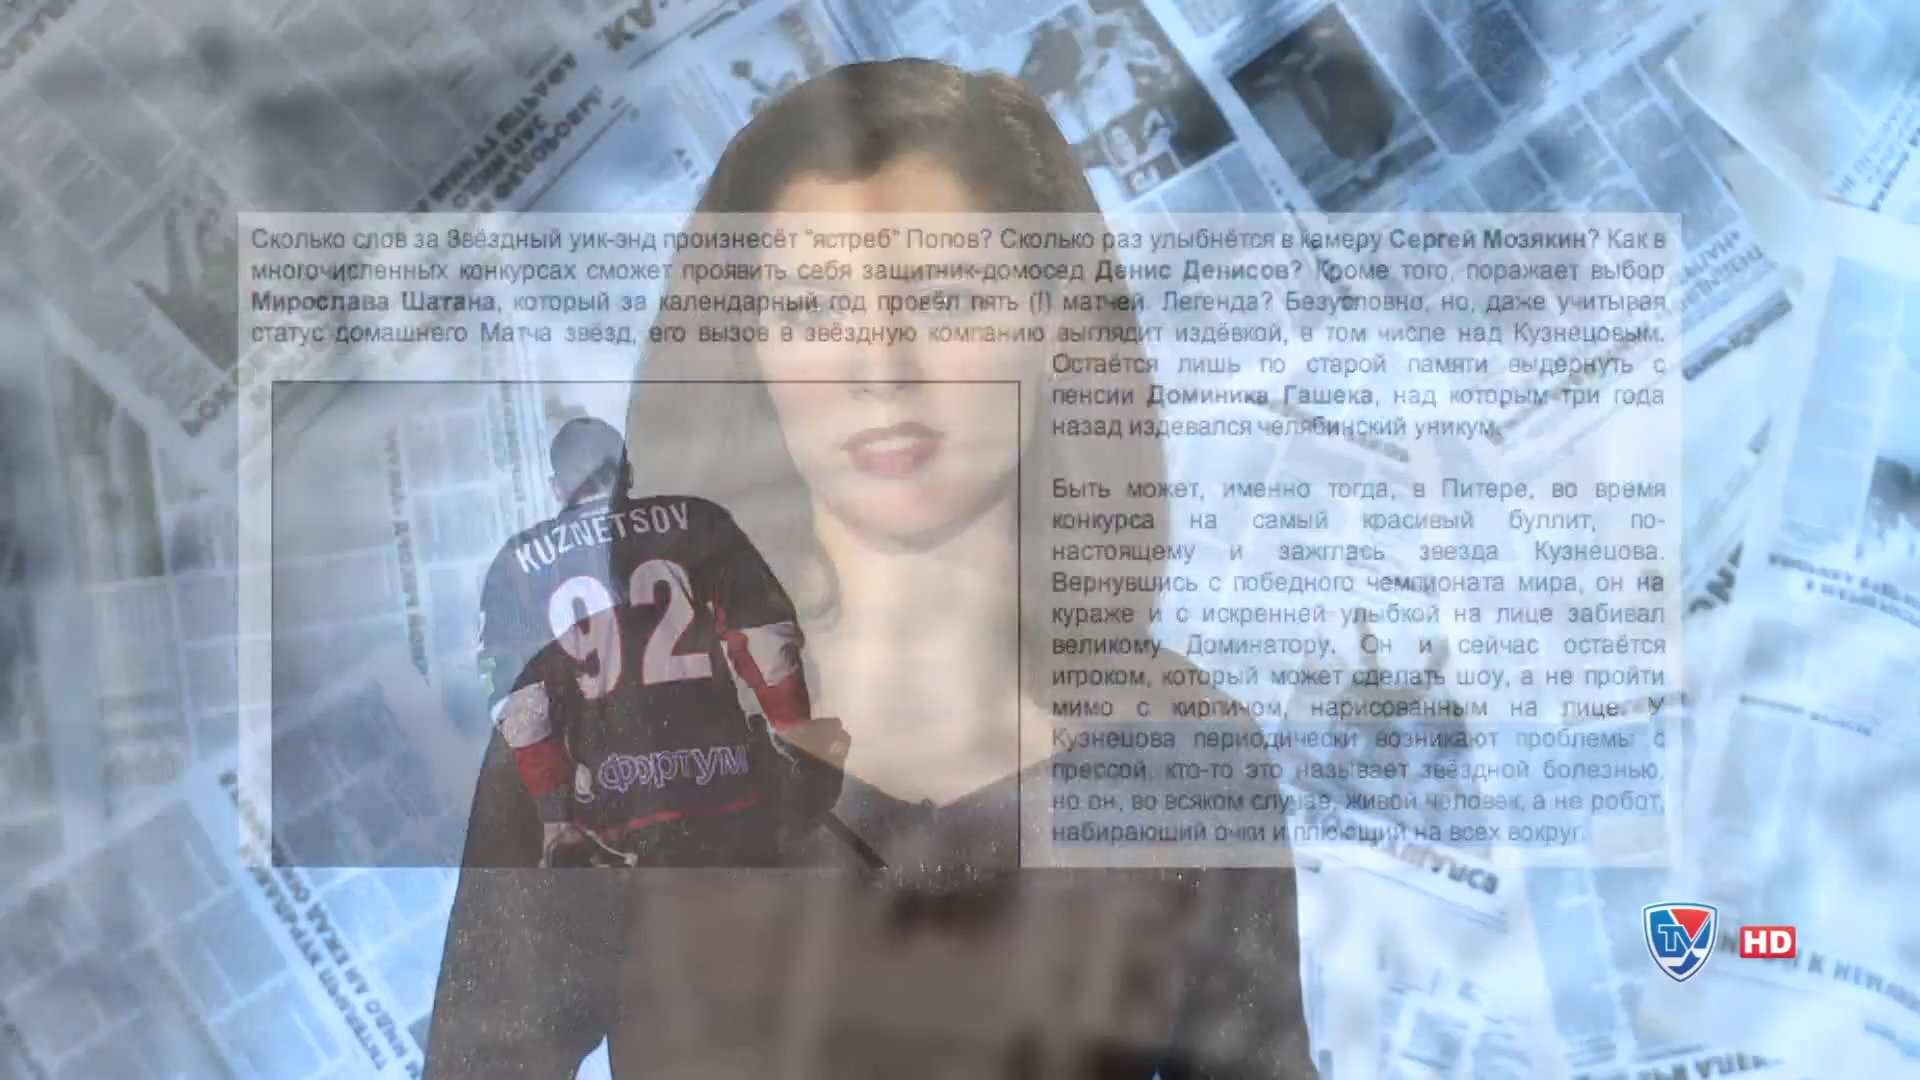 Сколько слов за Звёздный уик-энд произнесёт "ястреб" Попов? Сколько раз улыбнётся в камеру Сергей Мозякин? Как в
многочисленных конкурсах сможет проявить себя защитник-домосед Денис Денисов? Кроме того, поражает выбор
Мирослава Шатана, который за календарный год провёл пять (!) матчей. Легенда? Безусловно, но, даже учитывая
статус домашнего Матча звёзд, его вызов в звёздную компанию выглядит издёвкой, в том числе над Кузнецовым.
Остаётся лишь по старой памяти выдернуть с
пенсии Доминика Гашека, над которым три года
назад издевался челябинский уникум.
Быть может, именно тогда, в Питере, во время
конкурса на самый красивый буллит, по-
настоящему и зажглась звезда Кузнецова.
Вернувшись с победного чемпионата мира, он на
кураже и с искренней улыбкой на лице забивал
великому Доминатору. Он и сейчас остаётся
игроком, который может сделать шоу, а не пройти
мимо с кирпичом, нарисованным на лице. У
Кузнецова периодически возникают проблемы с
прессой, кто-то это называет звёздной болезнью,
но он, во всяком случае, живой человек, а не робот,
набирающий очки и плюющий на всех вокруг.
KUZNETSOV
92
фортум
TV
HD